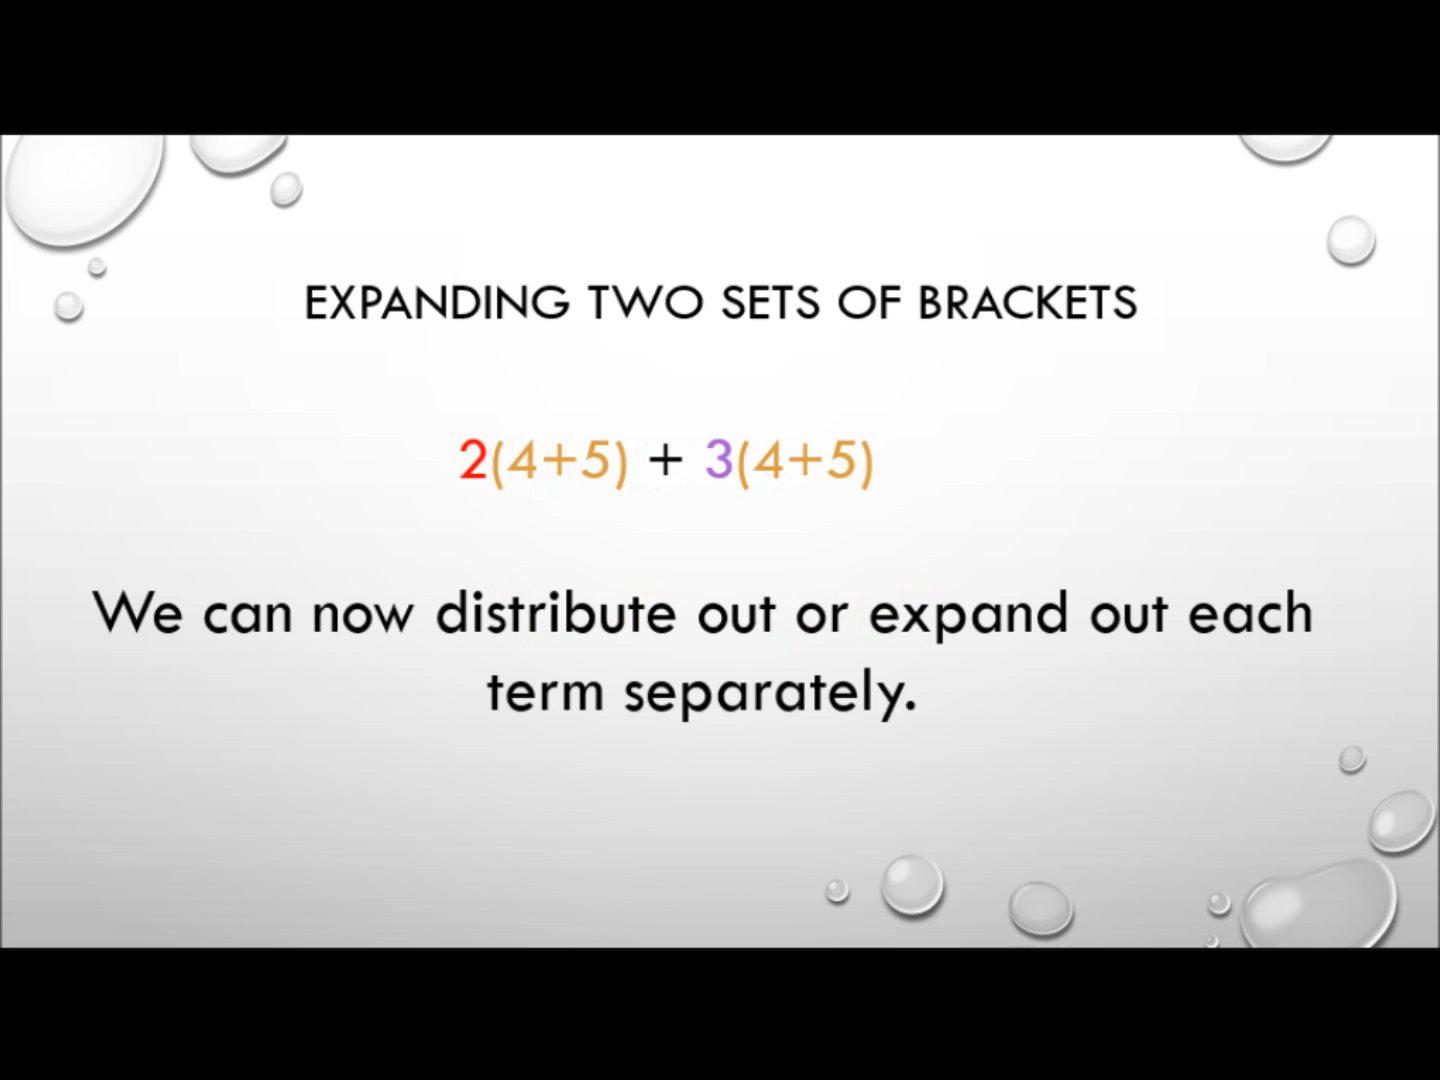 EXPANDING TWO SETS OF BRACKETS
2(4+5) + 3(4+5)
We can now distribute out or expand out each
term separately.